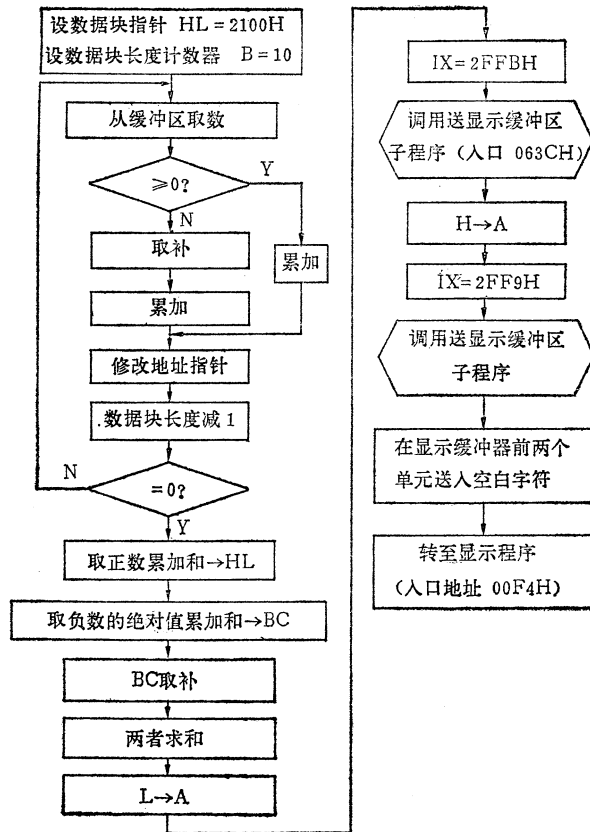 设数据块指针 HL=2100H
设数据块长度计数器 B=10
从缓冲区取数
≥0?
Y
N
取补
累加
累加
修改地址指针
数据块长度减1
N
=0?
Y
取正数累加和→HL
取负数的绝对值累加和→BC
BC取补
两者求和
L→A
IX=2FFBH
调用送显示缓冲区
子程序（入口 063CH）
H→A
IX=2FF9H
调用送显示缓冲区
子程序
在显示缓冲器前两个
单元送入空白字符
转至显示程序
（入口地址 00F4H）